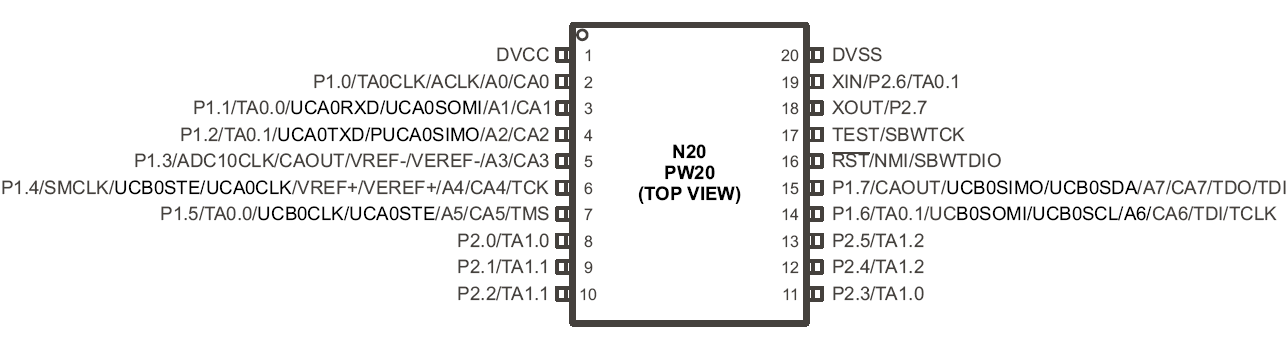 DVCC 1 20 DVSS
P1.0/TA0CLK/ACLK/A0/CA0 2 19 XIN/P2.6/TA0.1
P1.1/TA0.0/UCA0RXD/UCA0SOMI/A1/CA1 3 18 XOUT/P2.7
P1.2/TA0.1/UCA0TXD/PUCA0SIMO/A2/CA2 4 17 TEST/SBWTCK
P1.3/ADC10CLK/CAOUT/VREF-/VEREF-/A3/CA3 5 N20 16 RST/NMI/SBWTDIO
PW20
P1.4/SMCLK/UCB0STE/UCA0CLK/VREF+/VEREF+/A4/CA4/TCK 6 (TOP VIEW) 15 P1.7/CAOUT/UCB0SIMO/UCB0SDA/A7/CA7/TDO/TDI
P1.5/TA0.0/UCB0CLK/UCA0STE/A5/CA5/TMS 7 14 P1.6/TA0.1/UCB0SOMI/UCB0SCL/A6/CA6/TDI/TCLK
P2.0/TA1.0 8 13 P2.5/TA1.2
P2.1/TA1.1 9 12 P2.4/TA1.2
P2.2/TA1.1 10 11 P2.3/TA1.0